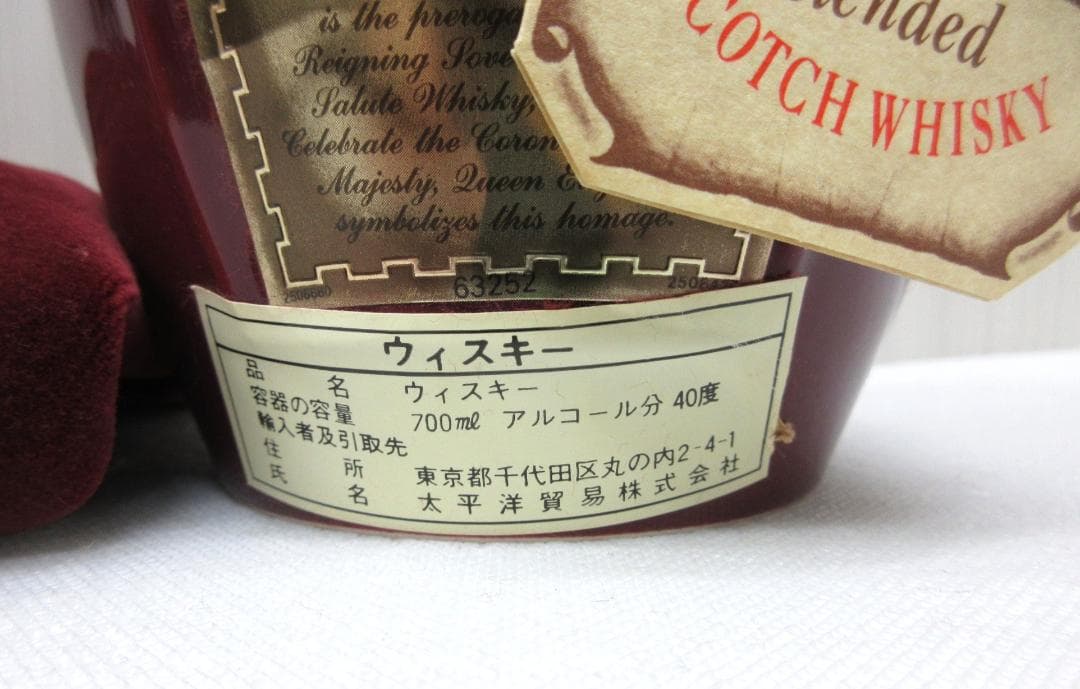 is the preroga
Reigning Sove
Salute Whisky,
Celebrate the Coron
Majesty, Queen E
symbolizes this homage.
2506660
63252
ended
SCOTCH WHISKY
ウィスキー
品名 ウィスキー
容器の容量 700ml アルコール分 40度
輸入者及引取先
住所 東京都千代田区丸の内2-4-1
氏名 太平洋貿易株式会社